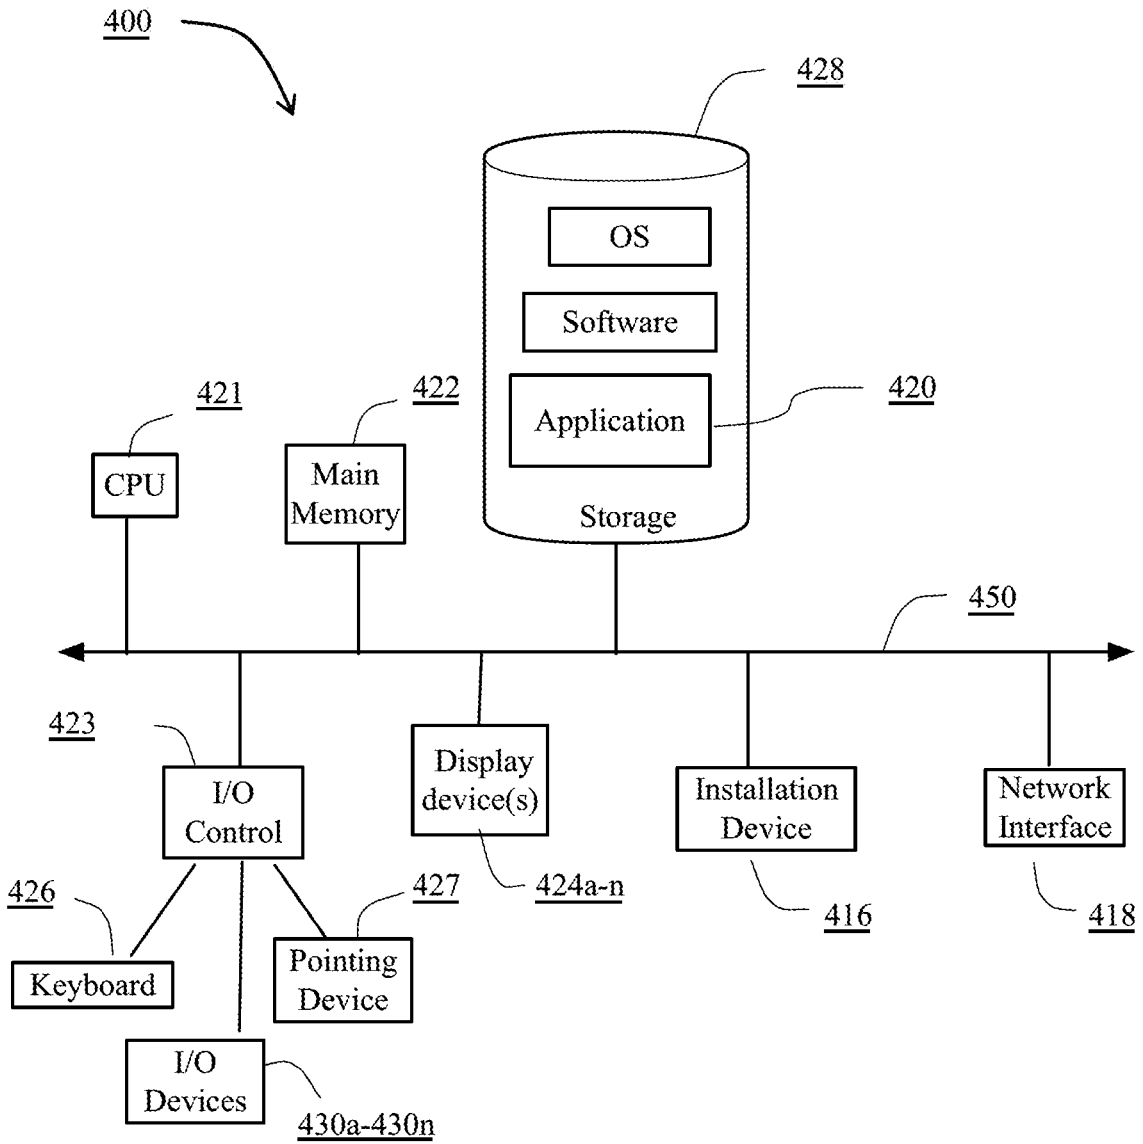 400
428
OS
Software
420
Application
421
422
CPU
Main
Memory
Storage
450
423
I/O
Control
Display
device(s)
Installation
Device
Network
Interface
426
427
424a-n
416
418
Keyboard
Pointing
Device
I/O
Devices
430a-430n